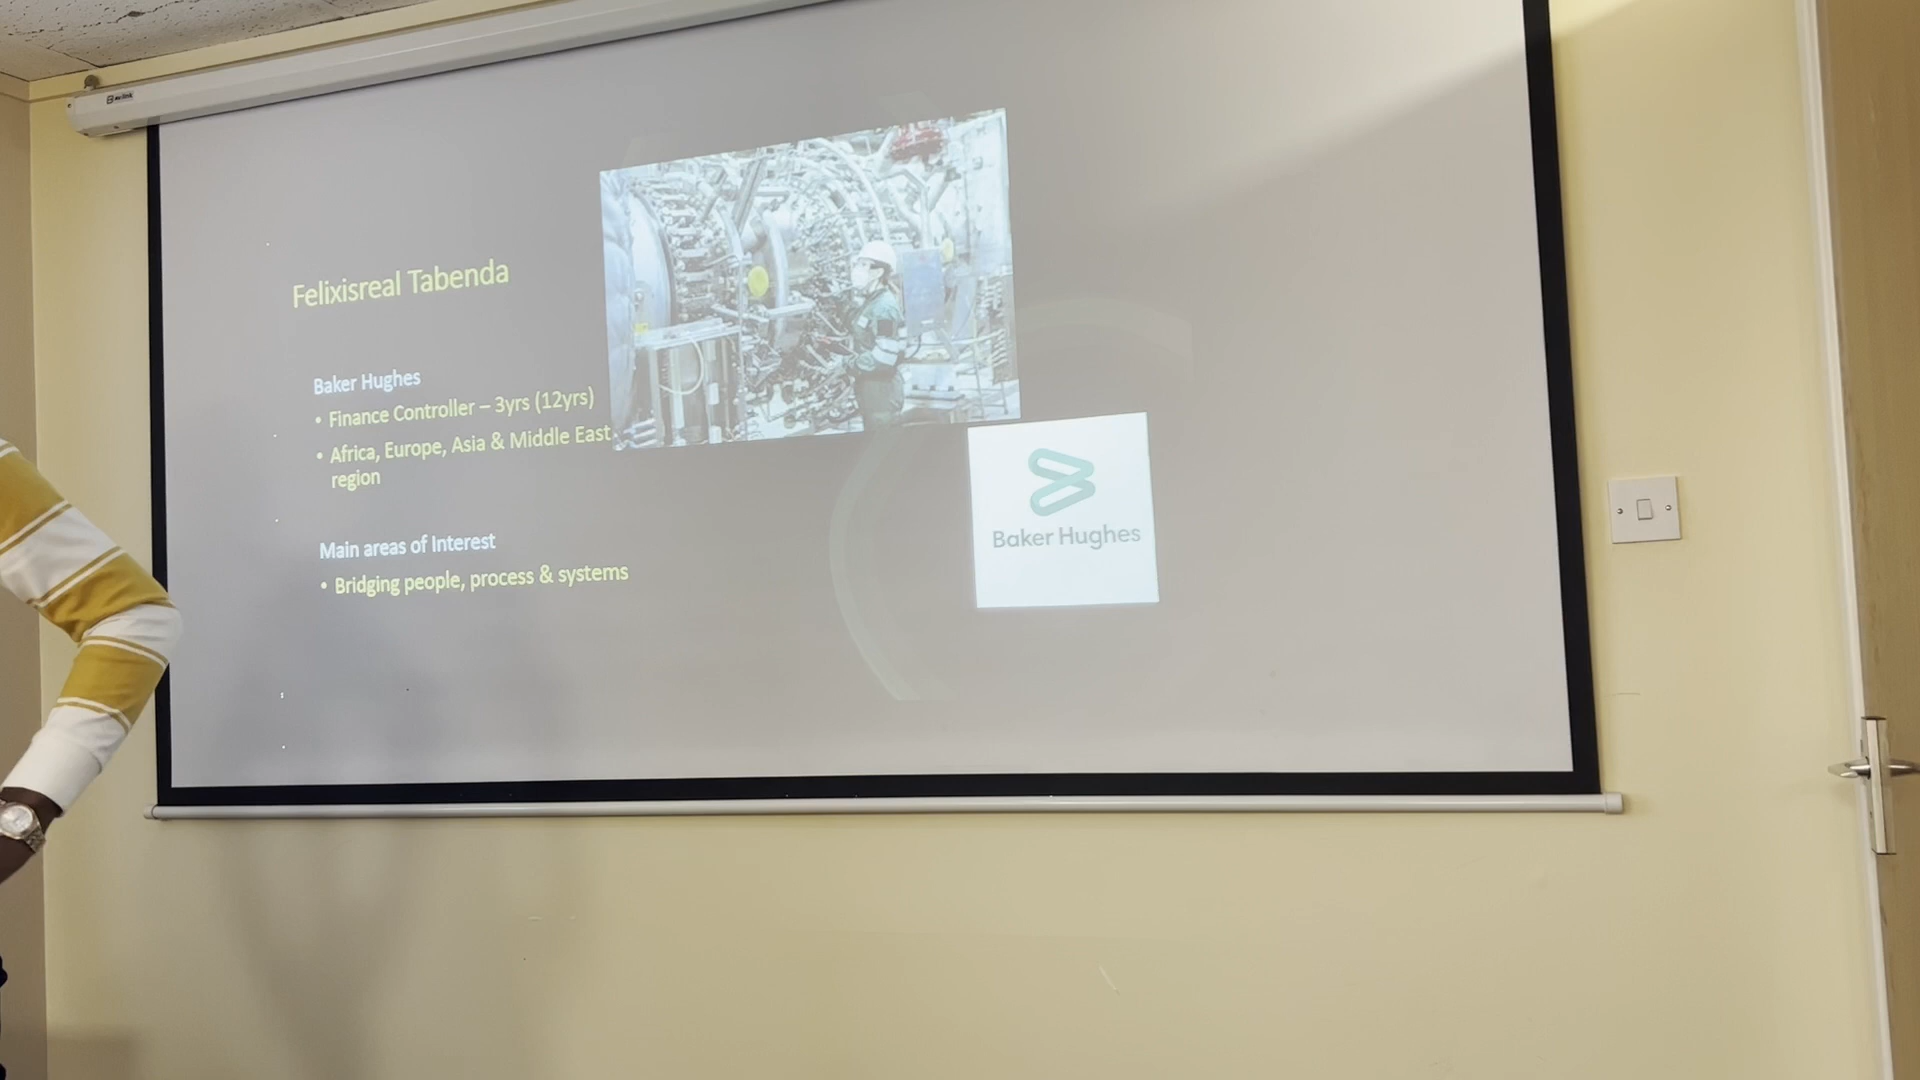 Felixisreal Tabenda
Baker Hughes
• Finance Controller – 3yrs (12yrs)
• Africa, Europe, Asia & Middle East
region
Main areas of Interest
• Bridging people, process & systems
Baker Hughes